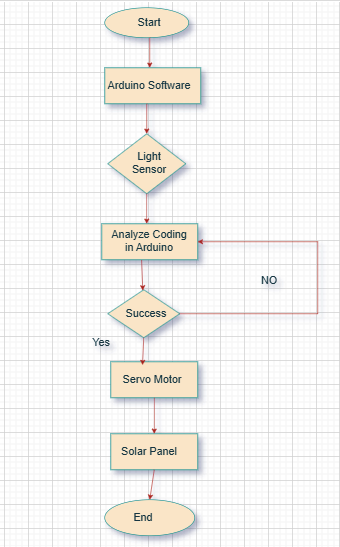 Start
Arduino Software
Light
Sensor
Analyze Coding
in Arduino
NO
Success
Yes
Servo Motor
Solar Panel
End